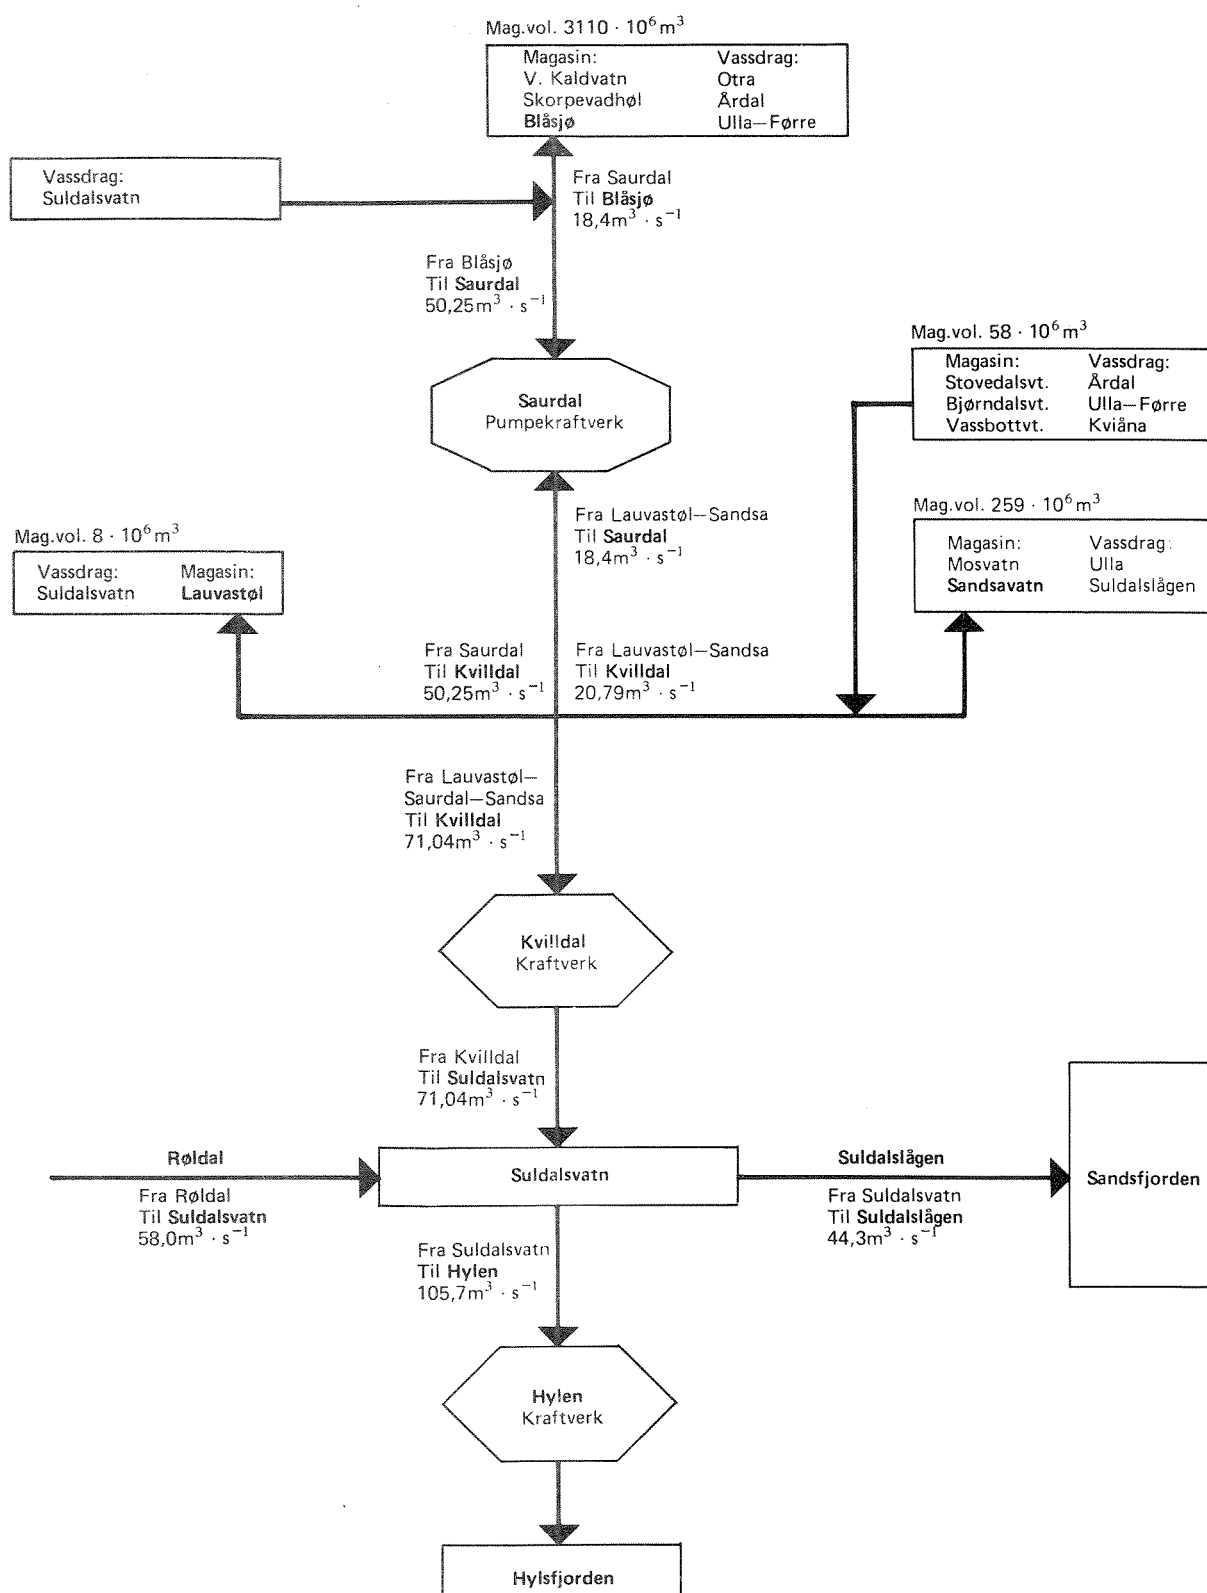 Mag.vol. 3110 · 10⁶m³
Magasin: Vassdrag:
V. Kaldvatn Otra
Skorpevadhøl Årdal
Blåsjø Ulla–Førre
Vassdrag:
Suldalsvatn
Fra Saurdal
Til Blåsjø
18,4m³ · s⁻¹
Fra Blåsjø
Til Saurdal
50,25m³ · s⁻¹
Saurdal
Pumpekraftverk
Mag.vol. 58 · 10⁶m³
Magasin: Vassdrag:
Stovedalsvt. Årdal
Bjørndalsvt. Ulla–Førre
Vassbottvt. Kviåna
Mag.vol. 8 · 10⁶m³
Vassdrag: Magasin:
Suldalsvatn Lauvastøl
Fra Lauvastøl–Sandsa
Til Saurdal
18,4m³ · s⁻¹
Mag.vol. 259 · 10⁶m³
Magasin: Vassdrag:
Mosvatn Ulla
Sandsavatn Suldalslågen
Fra Saurdal
Til Kvilldal
50,25m³ · s⁻¹
Fra Lauvastøl–Sandsa
Til Kvilldal
20,79m³ · s⁻¹
Fra Lauvastøl–
Saurdal–Sandsa
Til Kvilldal
71,04m³ · s⁻¹
Kvilldal
Kraftverk
Fra Kvilldal
Til Suldalsvatn
71,04m³ · s⁻¹
Røldal
Fra Røldal
Til Suldalsvatn
58,0m³ · s⁻¹
Suldalsvatn
Suldalslågen
Fra Suldalsvatn
Til Suldalslågen
44,3m³ · s⁻¹
Sandsfjorden
Fra Suldalsvatn
Til Hylen
105,7m³ · s⁻¹
Hylen
Kraftverk
Hylsfjorden